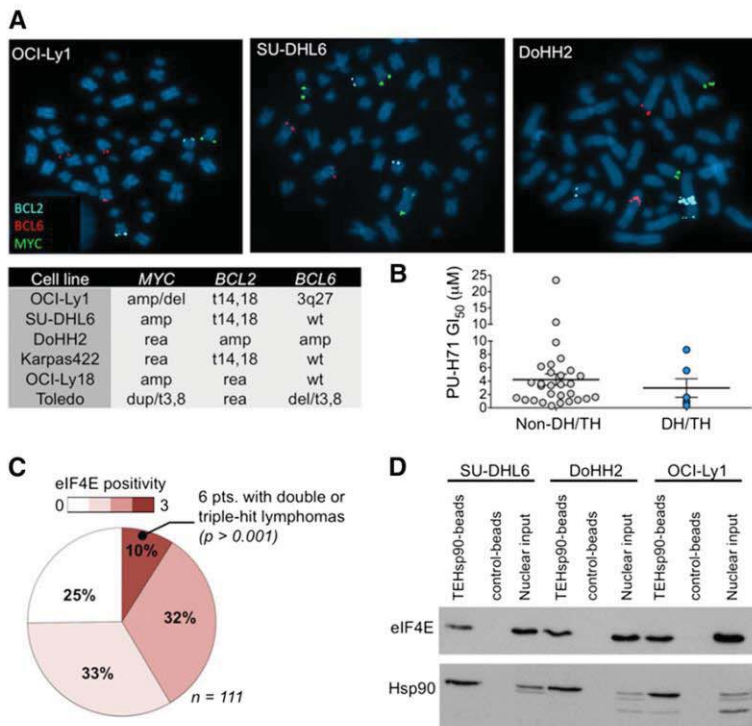 A
OCI-Ly1
SU-DHL6
DoHH2
BCL2
BCL6
MYC
Cell line MYC BCL2 BCL6
OCI-Ly1 amp/del t14,18 3q27
SU-DHL6 amp t14,18 wt
DoHH2 rea amp amp
Karpas422 rea t14,18 wt
OCI-Ly18 amp rea wt
Toledo dup/t3,8 rea del/t3,8
B
PU-H71 GI50 (μM)
25
20
15
10
8
6
4
2
0
Non-DH/TH DH/TH
C
eIF4E positivity
0 3
6 pts. with double or
triple-hit lymphomas
(p > 0.001)
10%
25%
32%
33%
n = 111
D
SU-DHL6 DoHH2 OCI-Ly1
TEHsp90-beads
control-beads
Nuclear input
TEHsp90-beads
control-beads
Nuclear input
TEHsp90-beads
control-beads
Nuclear input
eIF4E
Hsp90